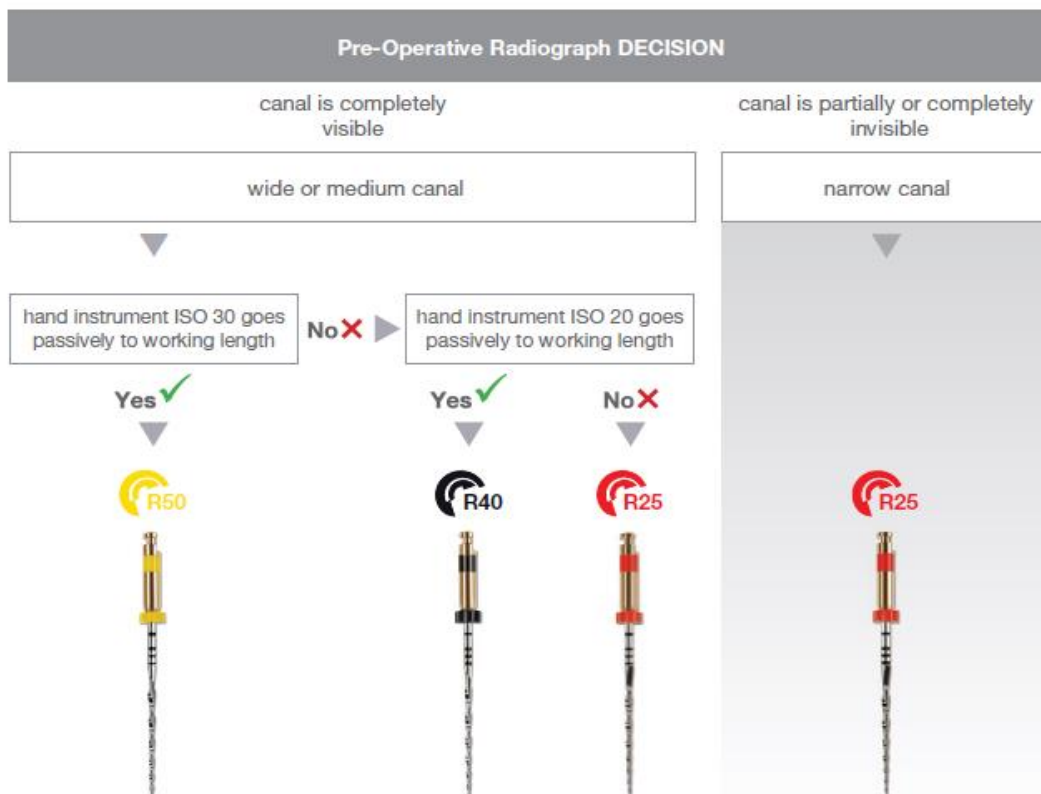 Pre-Operative Radiograph DECISION
canal is completely
visible
canal is partially or completely
invisible
wide or medium canal
narrow canal
hand instrument ISO 30 goes
passively to working length
No
hand instrument ISO 20 goes
passively to working length
Yes
Yes
No
R50
R40
R25
R25